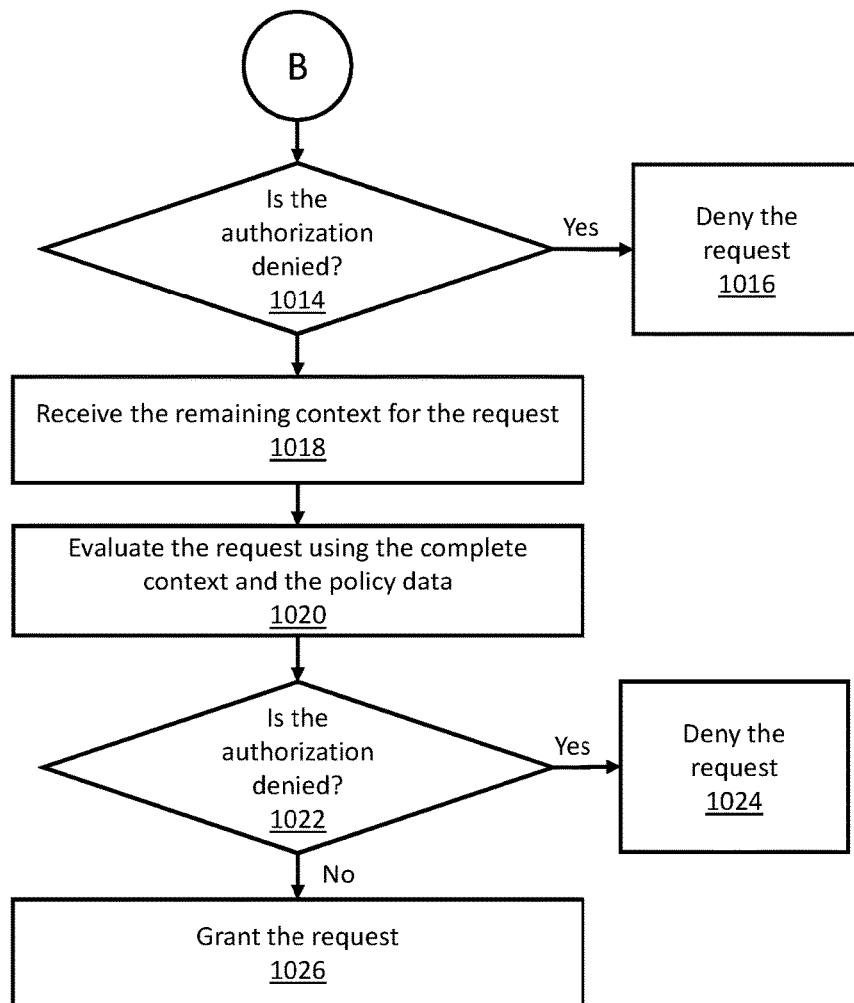 B
Is the
authorization
denied?
1014
Yes
Deny the
request
1016
Receive the remaining context for the request
1018
Evaluate the request using the complete
context and the policy data
1020
Is the
authorization
denied?
1022
Yes
Deny the
request
1024
No
Grant the request
1026